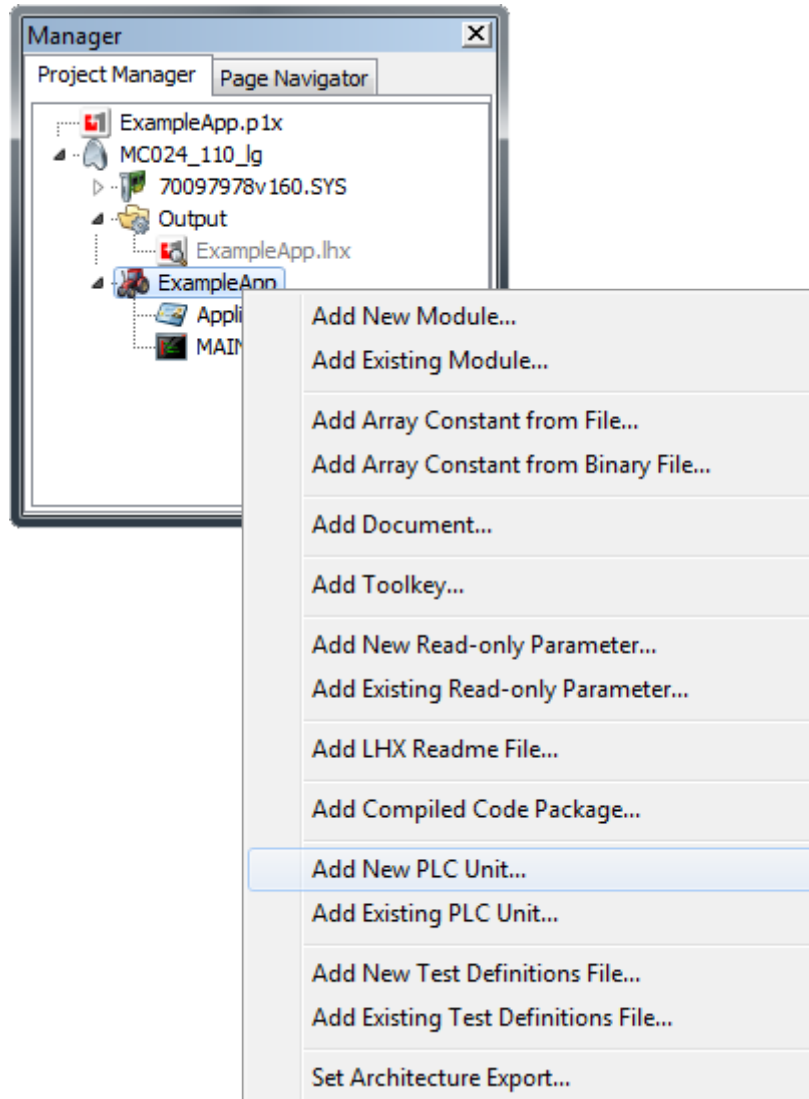 Manager
Project Manager
Page Navigator
ExampleApp.p1x
MC024_110_lg
70097978v160.SYS
Output
ExampleApp.lhx
ExampleApp
Appli
MAIN
Add New Module...
Add Existing Module...
Add Array Constant from File...
Add Array Constant from Binary File...
Add Document...
Add Toolkey...
Add New Read-only Parameter...
Add Existing Read-only Parameter...
Add LHX Readme File...
Add Compiled Code Package...
Add New PLC Unit...
Add Existing PLC Unit...
Add New Test Definitions File...
Add Existing Test Definitions File...
Set Architecture Export...